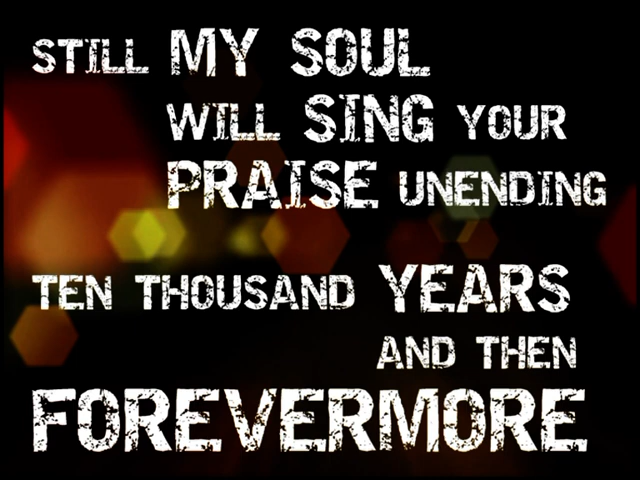 STILL MY SOUL
WILL SING YOUR
PRAISE UNENDING
TEN THOUSAND YEARS
AND THEN
FOREVERMORE